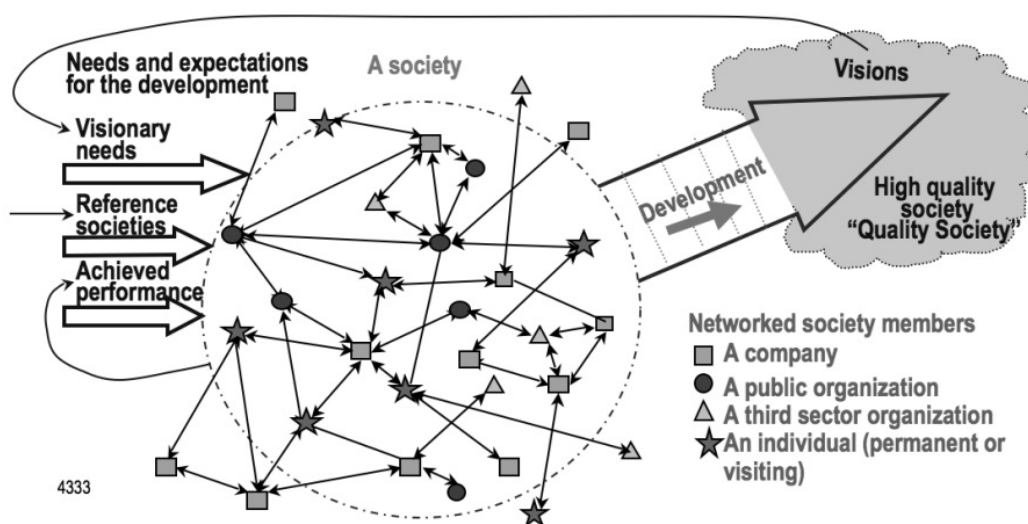 Needs and expectations
for the development
A society
Visions
Visionary
needs
Reference
societies
Achieved
performance
Development
High quality
society
“Quality Society”
Networked society members
A company
A public organization
A third sector organization
An individual (permanent or
visiting)
4333